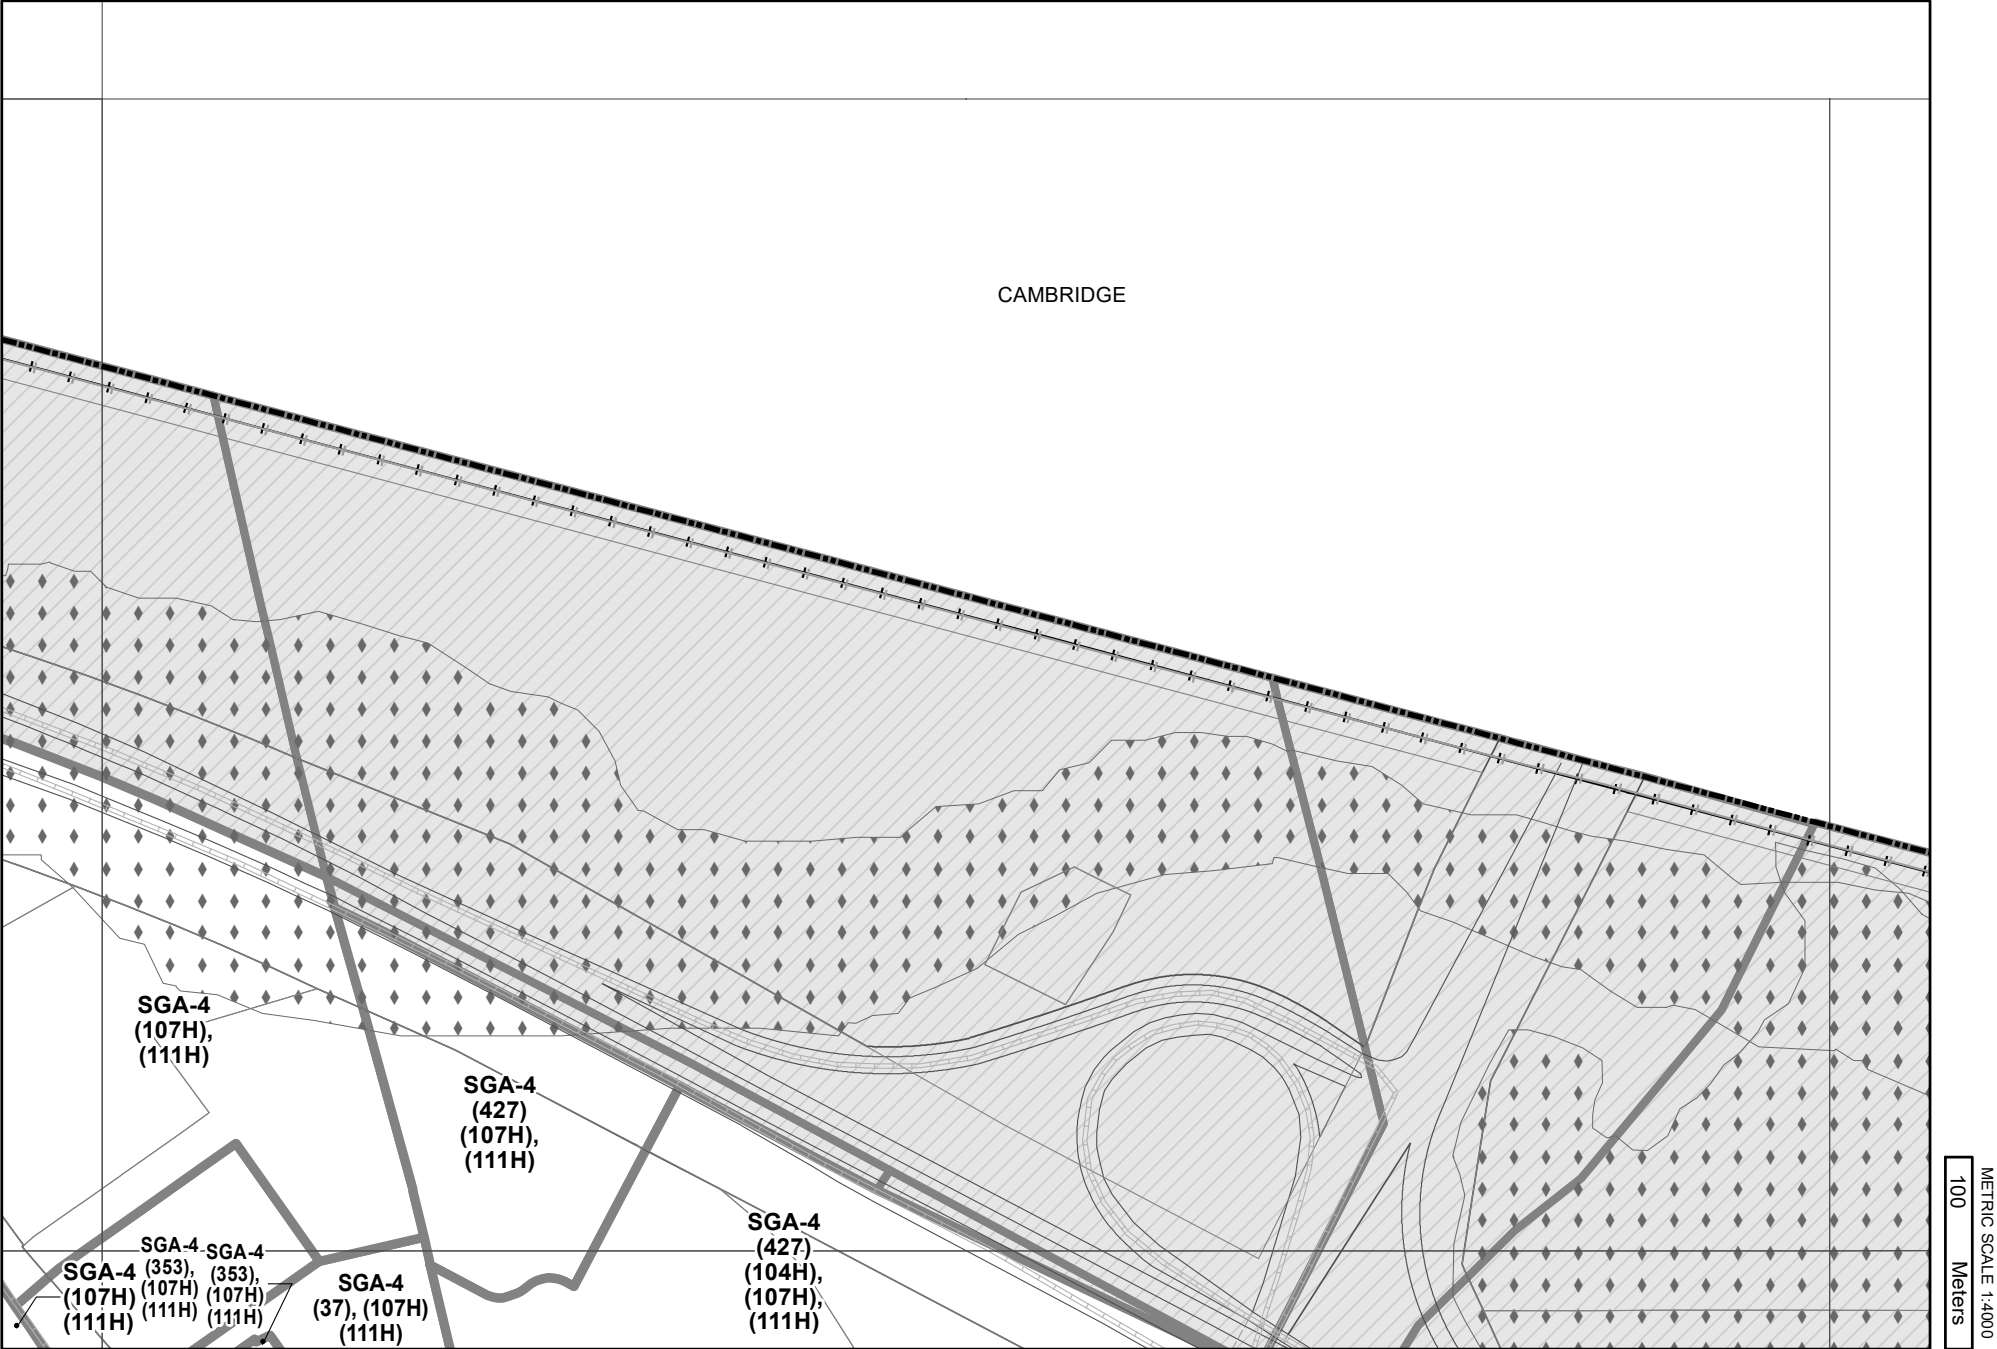 CAMBRIDGE
SGA-4
(107H),
(111H)
SGA-4
(427)
(107H),
(111H)
SGA-4
(427)
(104H),
(107H),
(111H)
SGA-4
(107H)
(111H)
SGA-4
(353),
(107H)
(111H)
SGA-4
(353),
(107H)
(111H)
SGA-4
(37), (107H)
(111H)
METRIC SCALE 1:4000
100 Meters